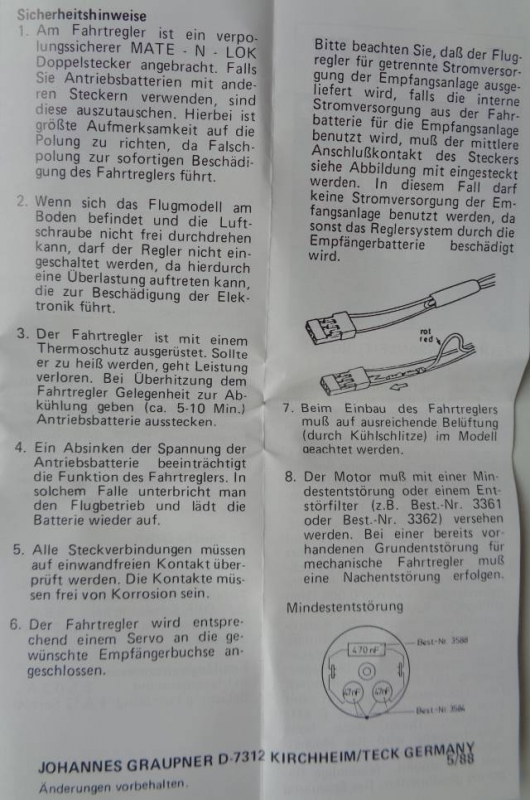 Sicherheitshinweise
1. Am Fahrtregler ist ein verpo-
lungssicherer MATE - N - LOK
Doppelstecker angebracht. Falls
Sie Antriebsbatterien mit ande-
ren Steckern verwenden, sind
diese auszutauschen. Hierbei ist
größte Aufmerksamkeit auf die
Polung zu richten, da Falsch-
polung zur sofortigen Beschädi-
gung des Fahrtreglers führt.
2. Wenn sich das Flugmodell am
Boden befindet und die Luft-
schraube nicht frei durchdrehen
kann, darf der Regler nicht ein-
geschaltet werden, da hierdurch
eine Überlastung auftreten kann,
die zur Beschädigung der Elek-
tronik führt.
3. Der Fahrtregler ist mit einem
Thermoschutz ausgerüstet. Sollte
er zu heiß werden, geht Leistung
verloren. Bei Überhitzung dem
Fahrtregler Gelegenheit zur Ab-
kühlung geben (ca. 5-10 Min.)
Antriebsbatterie ausstecken.
4. Ein Absinken der Spannung der
Antriebsbatterie beeinträchtigt
die Funktion des Fahrtreglers. In
solchem Falle unterbricht man
den Flugbetrieb und lädt die
Batterie wieder auf.
5. Alle Steckverbindungen müssen
auf einwandfreien Kontakt über-
prüft werden. Die Kontakte müs-
sen frei von Korrosion sein.
6. Der Fahrtregler wird entspre-
chend einem Servo an die ge-
wünschte Empfängerbuchse an-
geschlossen.
Bitte beachten Sie, daß der Flug-
regler für getrennte Stromversor-
gung der Empfangsanlage ausge-
liefert wird, falls die interne
Stromversorgung aus der Fahr-
batterie für die Empfangsanlage
benutzt wird, muß der mittlere
Anschlußkontakt des Steckers
siehe Abbildung mit eingesteckt
werden. In diesem Fall darf
keine Stromversorgung der Em-
fangsanlage benutzt werden, da
sonst das Reglersystem durch die
Empfängerbatterie beschädigt
wird.
rot
red
7. Beim Einbau des Fahrtreglers
muß auf ausreichende Belüftung
(durch Kühlschlitze) im Modell
geachtet werden.
8. Der Motor muß mit einer Min-
destentstörung oder einem Ent-
störfilter (z.B. Best.-Nr. 3361
oder Best.-Nr. 3362) versehen
werden. Bei einer bereits vor-
handenen Grundentstörung für
mechanische Fahrtregler muß
eine Nachentstörung erfolgen.
Mindestentstörung
470 nF
Best-Nr. 3588
47nF
47nF
Best-Nr. 3584
JOHANNES GRAUPNER D-7312 KIRCHHEIM/TECK GERMANY
5/88
Änderungen vorbehalten.